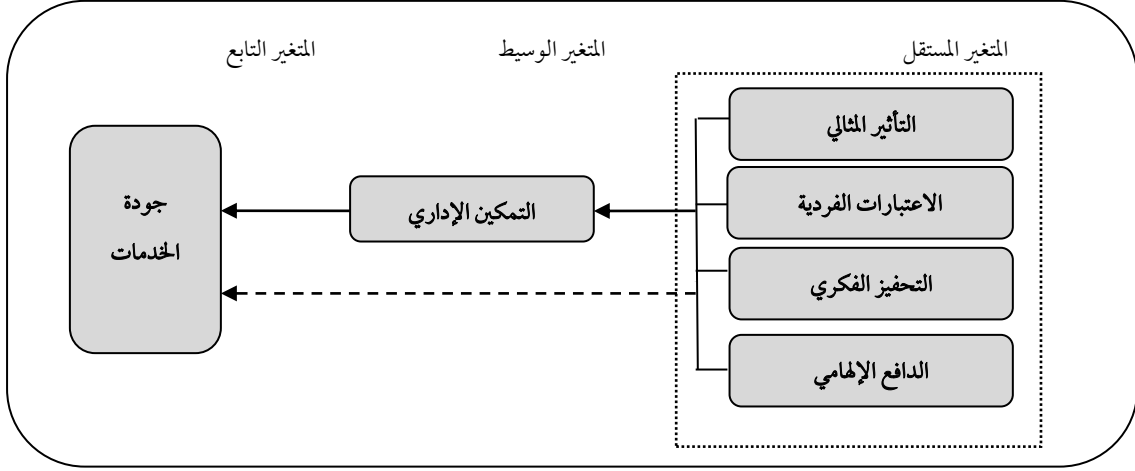 المتغير المستقل
المتغير الوسيط
المتغير التابع
التأثير المثالي
الاعتبارات الفردية
التحفيز الفكري
الدافع الإلهامي
التمكين الإداري
جودة
الخدمات